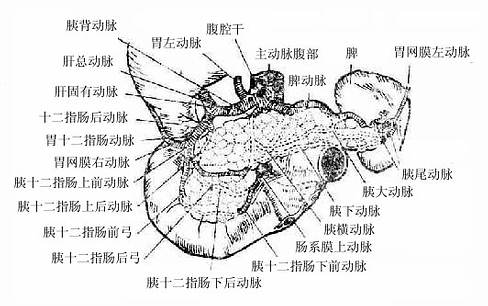 胰背动脉
胃左动脉
腹腔干
主动脉腹部
脾
胃网膜左动脉
肝总动脉
脾动脉
肝固有动脉
十二指肠后动脉
胃十二指肠动脉
胃网膜右动脉
胰十二指肠上前动脉
胰尾动脉
胰大动脉
胰十二指肠上后动脉
胰下动脉
胰十二指肠前弓
胰横动脉
肠系膜上动脉
胰十二指肠后弓
胰十二指肠下前动脉
胰十二指肠下后动脉